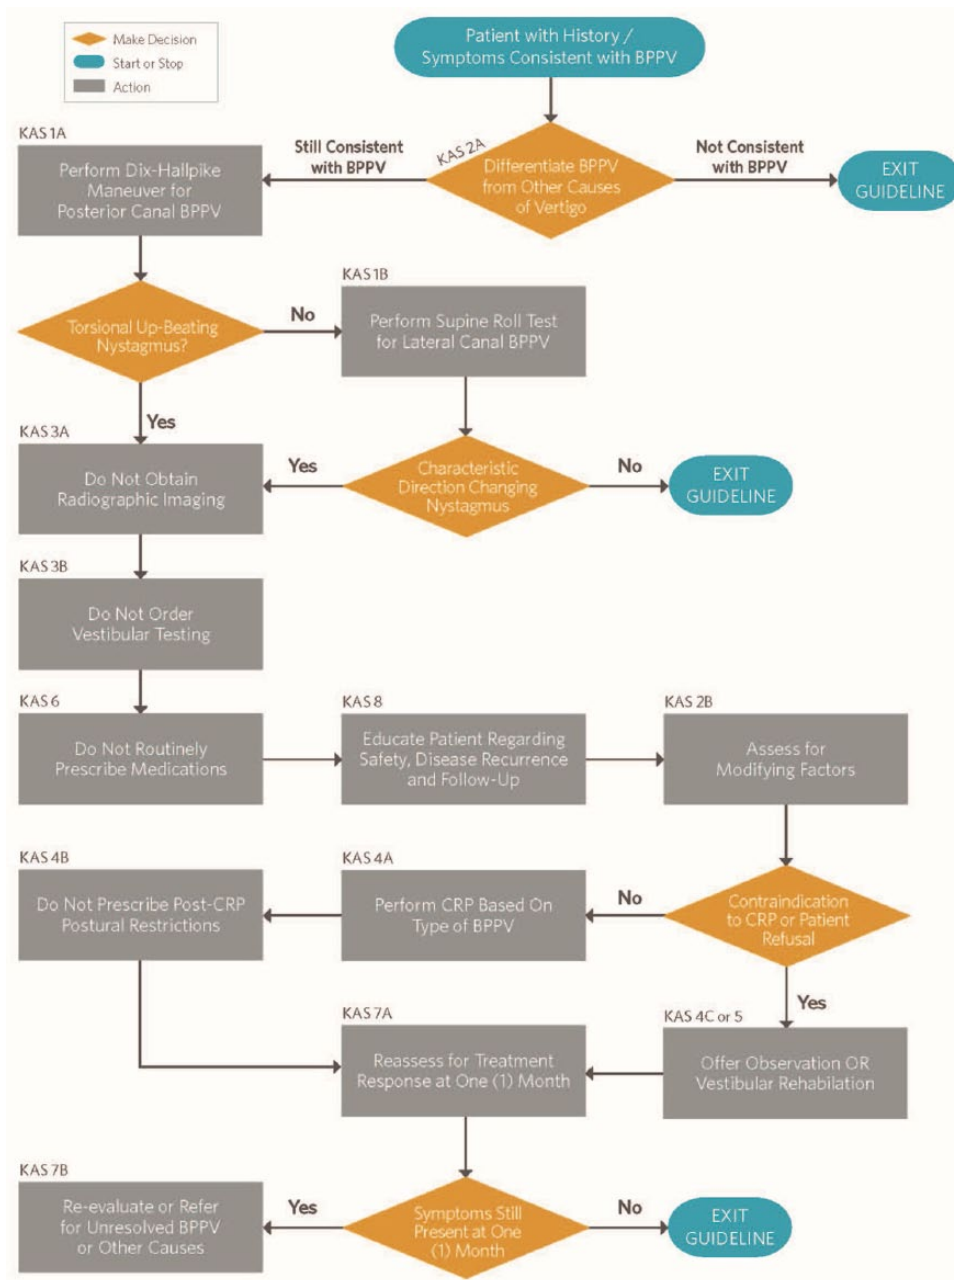 Make Decision
Start or Stop
Action
Patient with History /
Symptoms Consistent with BPPV
KAS 1A
Perform Dix-Hallpike
Maneuver for
Posterior Canal BPPV
Still Consistent
with BPPV
KAS 2A
Differentiate BPPV
from Other Causes
of Vertigo
Not Consistent
with BPPV
EXIT
GUIDELINE
Torsional Up-Beating
Nystagmus?
No
KAS 1B
Perform Supine Roll Test
for Lateral Canal BPPV
Yes
KAS 3A
Do Not Obtain
Radiographic Imaging
Yes
Characteristic
Direction Changing
Nystagmus
No
EXIT
GUIDELINE
KAS 3B
Do Not Order
Vestibular Testing
KAS 6
Do Not Routinely
Prescribe Medications
KAS 8
Educate Patient Regarding
Safety, Disease Recurrence
and Follow-Up
KAS 2B
Assess for
Modifying Factors
KAS 4B
Do Not Prescribe Post-CRP
Postural Restrictions
KAS 4A
Perform CRP Based On
Type of BPPV
No
Contraindication
to CRP or Patient
Refusal
Yes
KAS 7A
Reassess for Treatment
Response at One (1) Month
KAS 4C or 5
Offer Observation OR
Vestibular Rehabilation
KAS 7B
Re-evaluate or Refer
for Unresolved BPPV
or Other Causes
Yes
Symptoms Still
Present at One
(1) Month
No
EXIT
GUIDELINE